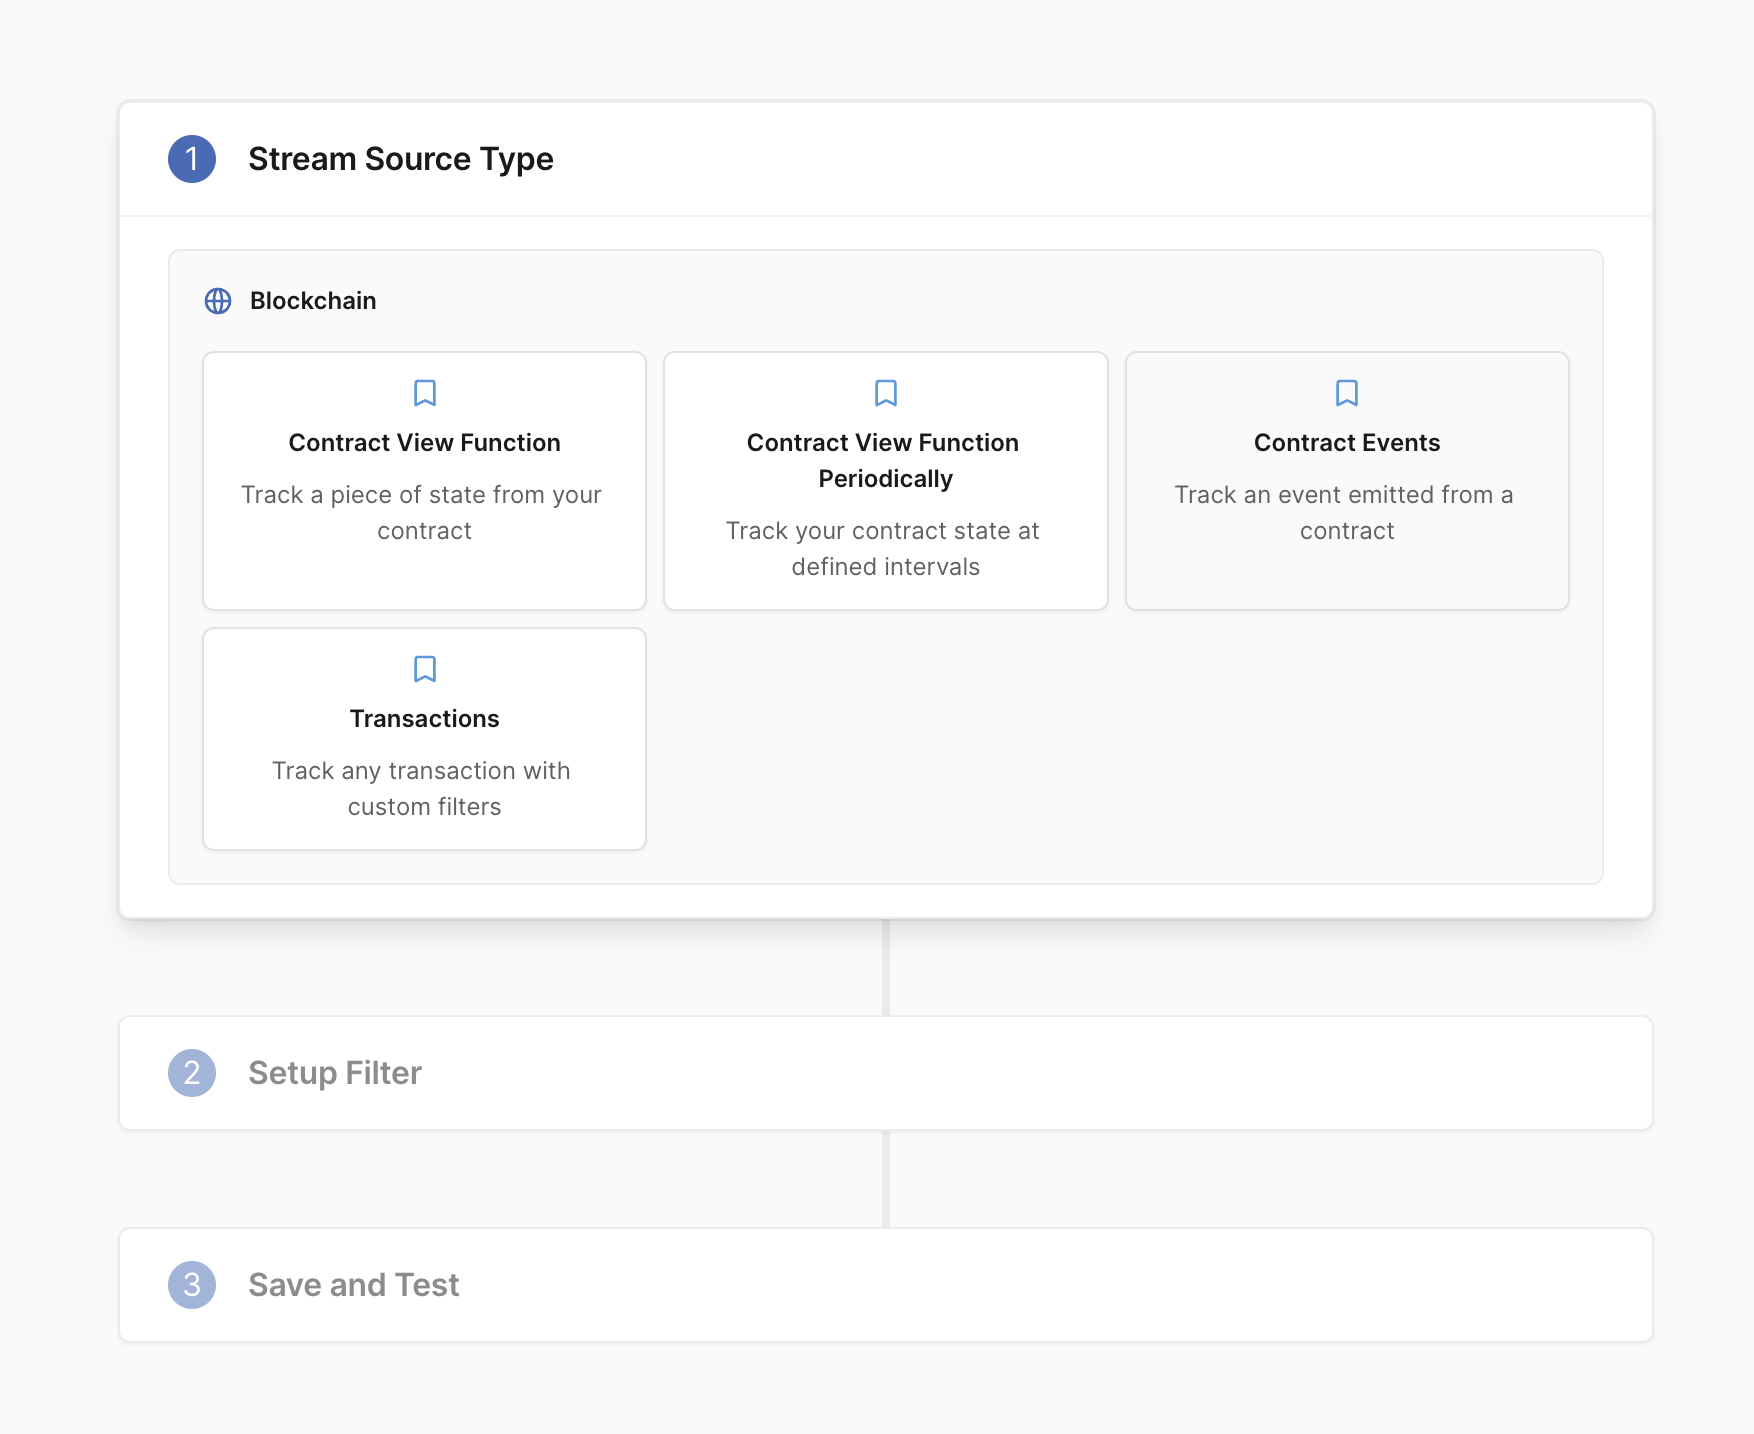 1
Stream Source Type
Blockchain
Contract View Function
Track a piece of state from your
contract
Contract View Function
Periodically
Track your contract state at
defined intervals
Contract Events
Track an event emitted from a
contract
Transactions
Track any transaction with
custom filters
2
Setup Filter
3
Save and Test